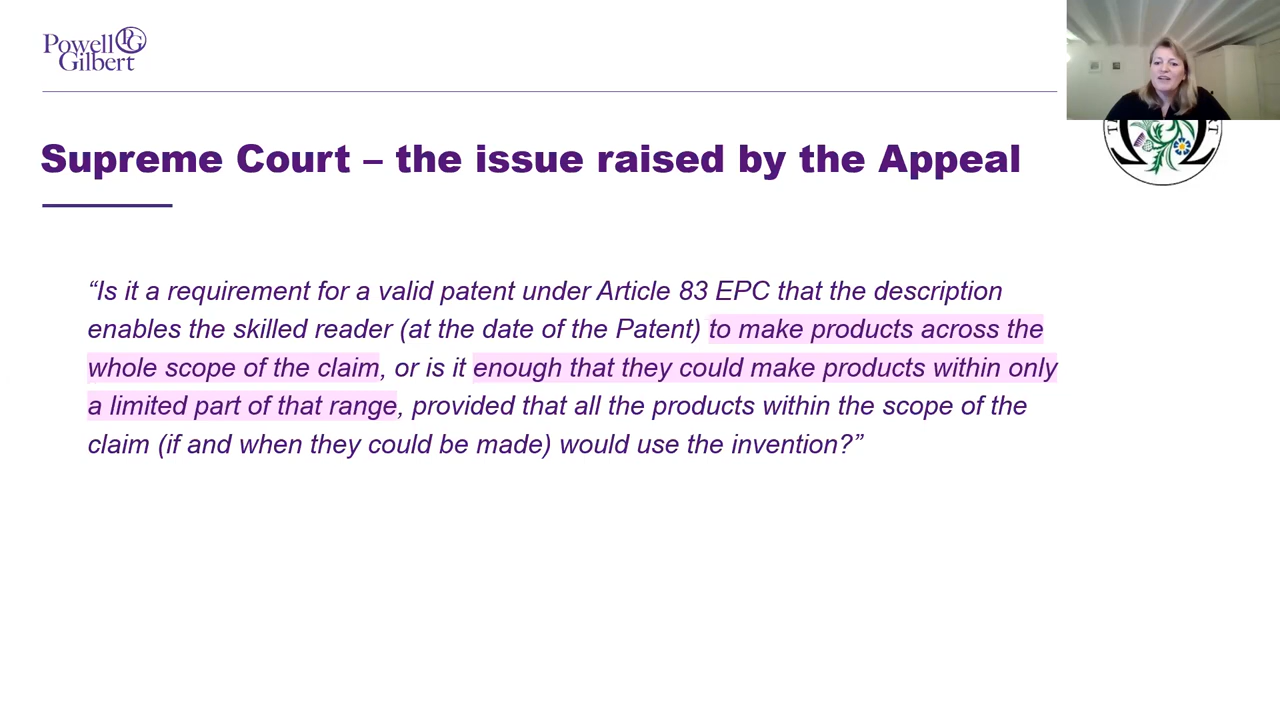 Powell
Gilbert
PG
Supreme Court – the issue raised by the Appeal
“Is it a requirement for a valid patent under Article 83 EPC that the description
enables the skilled reader (at the date of the Patent) to make products across the
whole scope of the claim, or is it enough that they could make products within only
a limited part of that range, provided that all the products within the scope of the
claim (if and when they could be made) would use the invention?”